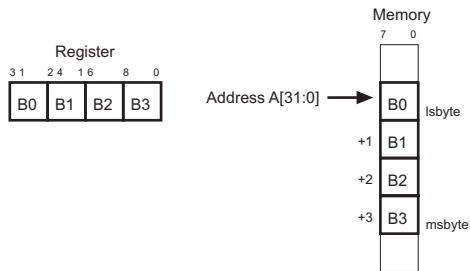 Memory
7 0
Register
31 24 16 8 0
B0 B1 B2 B3
Address A[31:0]
B0
lsbyte
+1 B1
+2 B2
+3 B3
msbyte